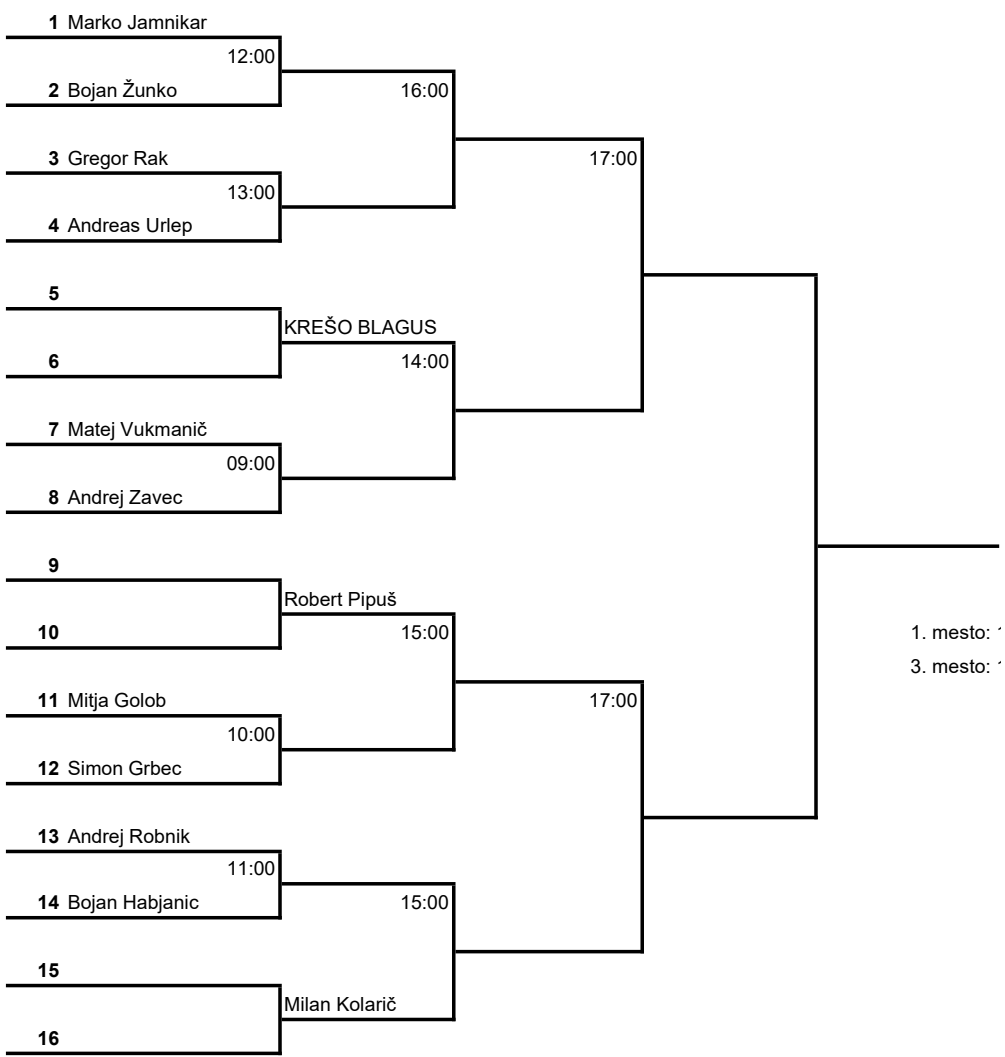 1 Marko Jamnikar
12:00
2 Bojan Žunko
16:00
3 Gregor Rak
17:00
13:00
4 Andreas Urlep
5
KREŠO BLAGUS
6
14:00
7 Matej Vukmanič
09:00
8 Andrej Zavec
9
Robert Pipuš
10
15:00
1. mesto: 1
3. mesto: 1
11 Mitja Golob
17:00
10:00
12 Simon Grbec
13 Andrej Robnik
11:00
14 Bojan Habjanic
15:00
15
Milan Kolarič
16